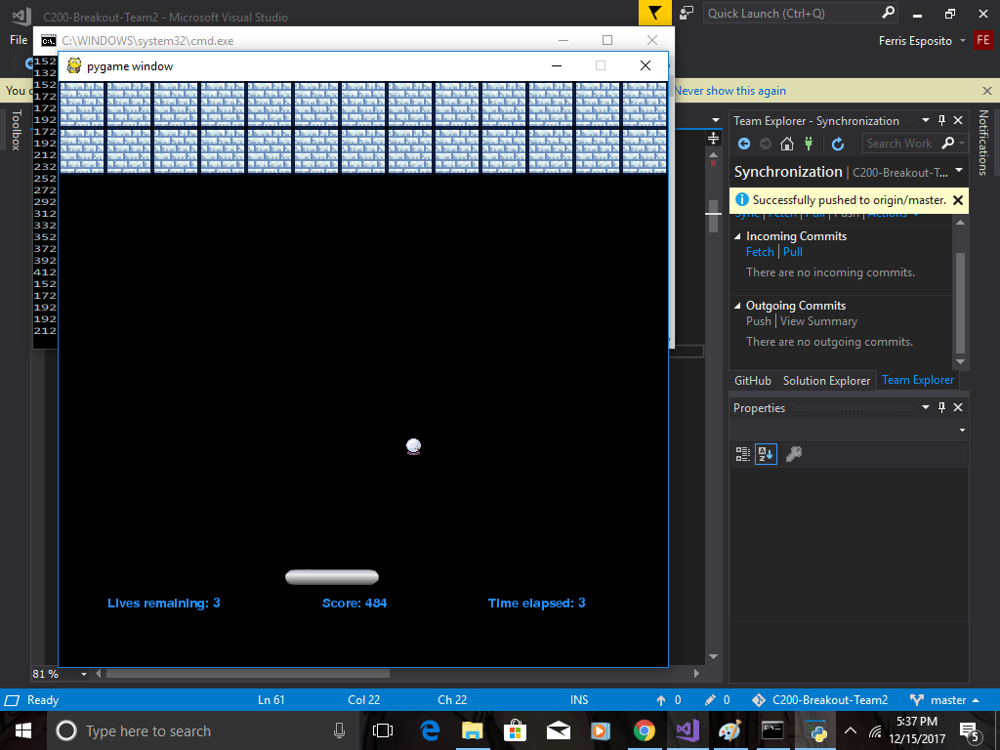 C200-Breakout-Team2 - Microsoft Visual Studio
Quick Launch (Ctrl+Q)
File
C:\WINDOWS\system32\cmd.exe
Ferris Esposito
FE
pygame window
You
Never show this again
152
132
152
172
192
172
192
212
232
252
272
292
312
332
352
372
392
412
152
172
192
192
212
Toolbox
Lives remaining: 3
Score: 484
Time elapsed: 3
81 %
Team Explorer - Synchronization
Search Work
Synchronization | C200-Breakout-T...
Successfully pushed to origin/master.
Sync | Fetch | Pull | Push | Actions
Incoming Commits
Fetch | Pull
There are no incoming commits.
Outgoing Commits
Push | View Summary
There are no outgoing commits.
GitHub Solution Explorer Team Explorer
Properties
Notifications
Ready
Ln 61
Col 22
Ch 22
INS
0
0
C200-Breakout-Team2
master
Type here to search
5:37 PM
12/15/2017
5